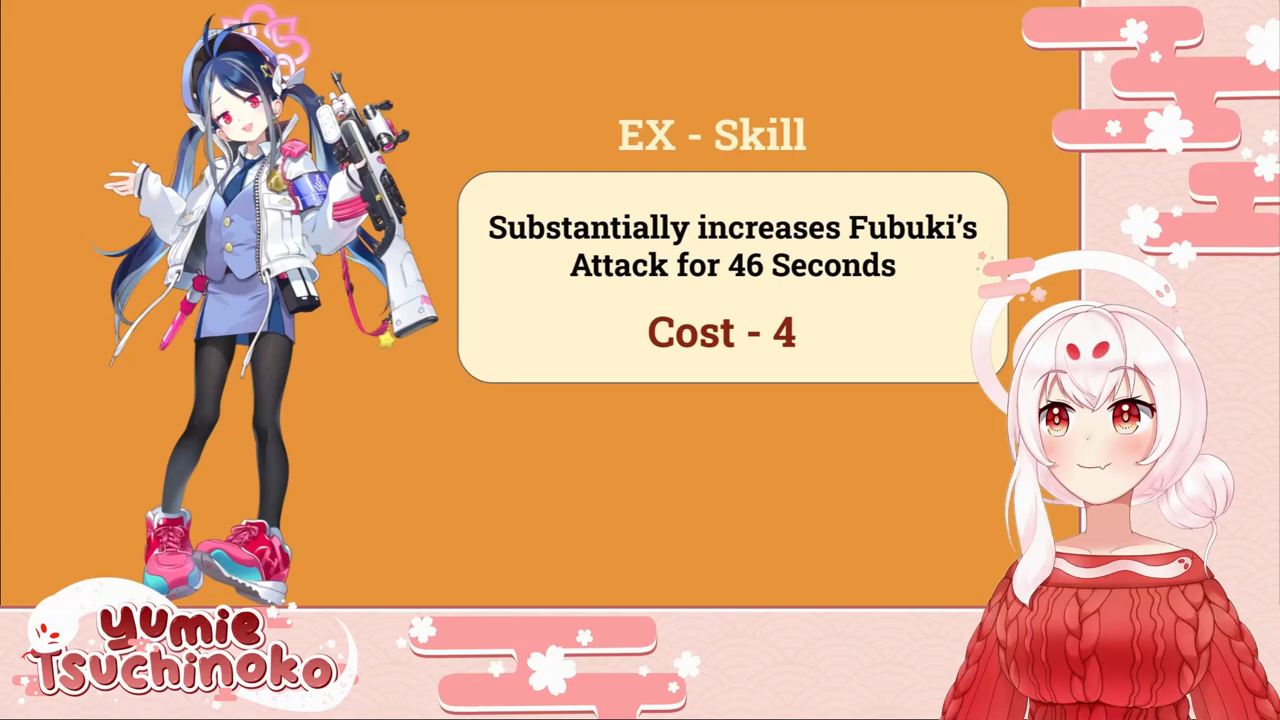 EX - Skill
Substantially increases Fubuki’s
Attack for 46 Seconds
Cost - 4
yumie
Tsuchinoko